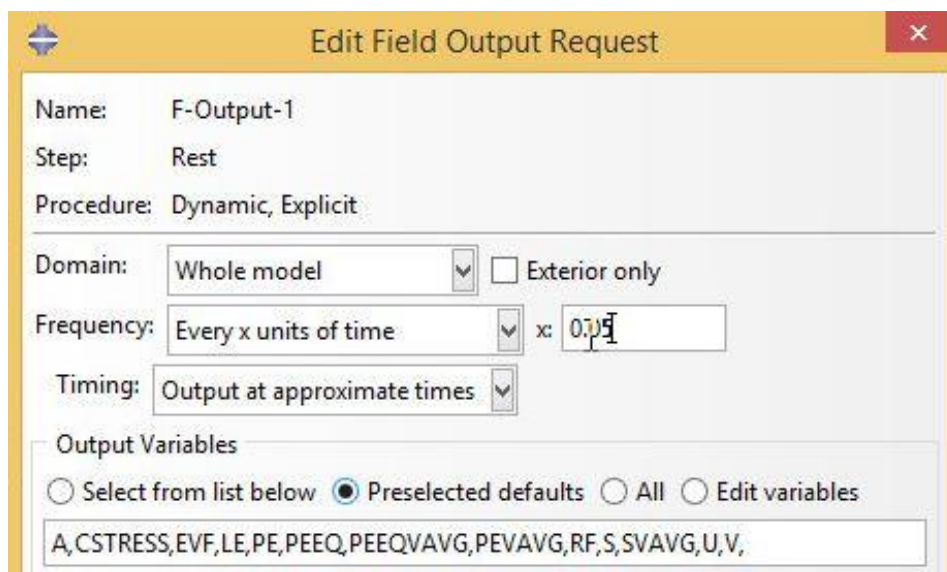 Edit Field Output Request
Name: F-Output-1
Step: Rest
Procedure: Dynamic, Explicit
Domain: Whole model Exterior only
Frequency: Every x units of time x: 0.05
Timing: Output at approximate times
Output Variables
Select from list below Preselected defaults All Edit variables
A,CSTRESS,EVF,LE,PE,PEEQ,PEEQVAVG,PEVAVG,RF,S,SVAVG,U,V,